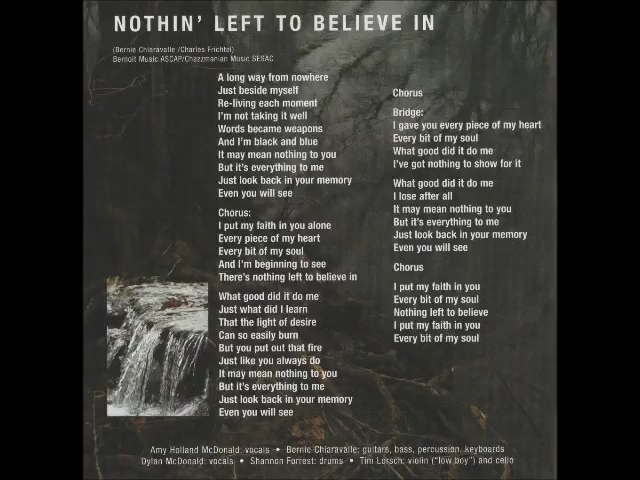 NOTHIN' LEFT TO BELIEVE IN
(Bernie Chiaravalle /Charles Frichtel)
Bernoit Music ASCAP/Chazzmanian Music SESAC
A long way from nowhere
Just beside myself
Re-living each moment
I'm not taking it well
Words became weapons
And I'm black and blue
It may mean nothing to you
But it's everything to me
Just look back in your memory
Even you will see
Chorus:
I put my faith in you alone
Every piece of my heart
Every bit of my soul
And I'm beginning to see
There's nothing left to believe in
What good did it do me
Just what did I learn
That the light of desire
Can so easily burn
But you put out that fire
Just like you always do
It may mean nothing to you
But it's everything to me
Just look back in your memory
Even you will see
Chorus
Bridge:
I gave you every piece of my heart
Every bit of my soul
What good did it do me
I've got nothing to show for it
What good did it do me
I lose after all
It may mean nothing to you
But it's everything to me
Just look back in your memory
Even you will see
Chorus
I put my faith in you
Every bit of my soul
Nothing left to believe
I put my faith in you
Every bit of my soul
Amy Holland McDonald: vocals • Bernie Chiaravalle: guitars, bass, percussion, keyboards
Dylan McDonald: vocals • Shannon Forrest: drums • Tim Lorsch: violin ("low boy") and cello